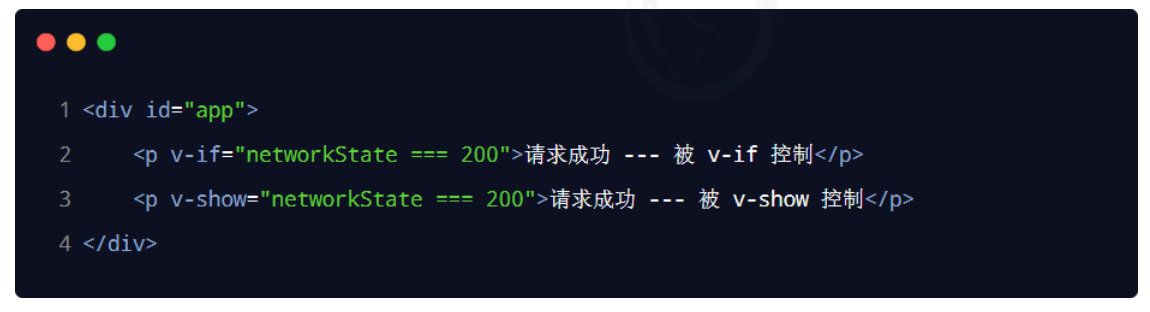 1 <div id="app">
2     <p v-if="networkState === 200">请求成功 --- 被 v-if 控制</p>
3     <p v-show="networkState === 200">请求成功 --- 被 v-show 控制</p>
4 </div>